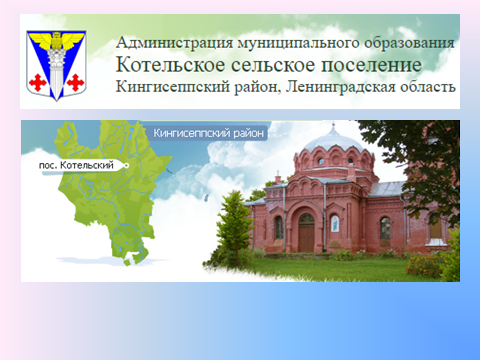 Администрация муниципального образования
Котельское сельское поселение
Кингисеппский район, Ленинградская область
Кингисеппский район
пос. Котельский